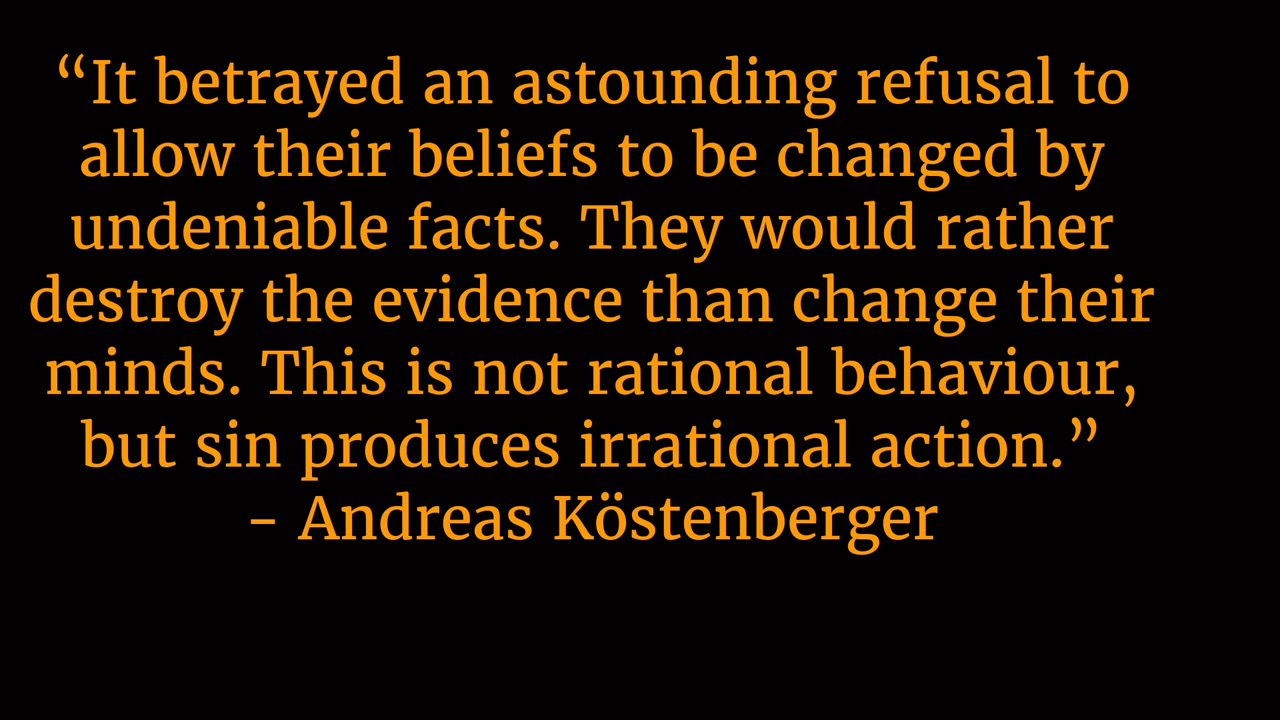 “It betrayed an astounding refusal to
allow their beliefs to be changed by
undeniable facts. They would rather
destroy the evidence than change their
minds. This is not rational behaviour,
but sin produces irrational action.”
– Andreas Köstenberger